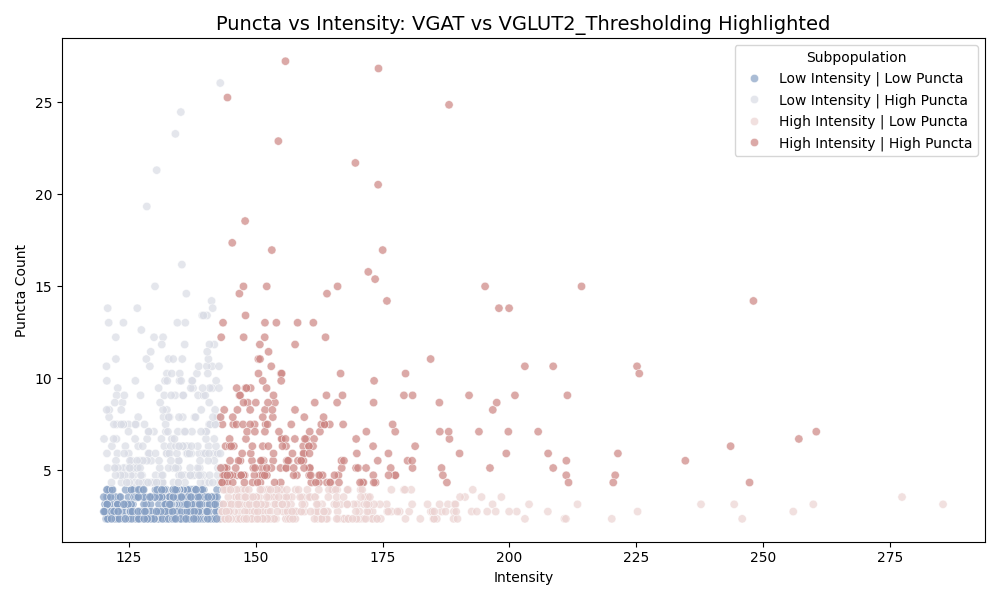 Puncta vs Intensity: VGAT vs VGLUT2_Thresholding Highlighted
Subpopulation
Low Intensity | Low Puncta
Low Intensity | High Puncta
High Intensity | Low Puncta
High Intensity | High Puncta
Puncta Count
25
20
15
10
5
125 150 175 200 225 250 275
Intensity